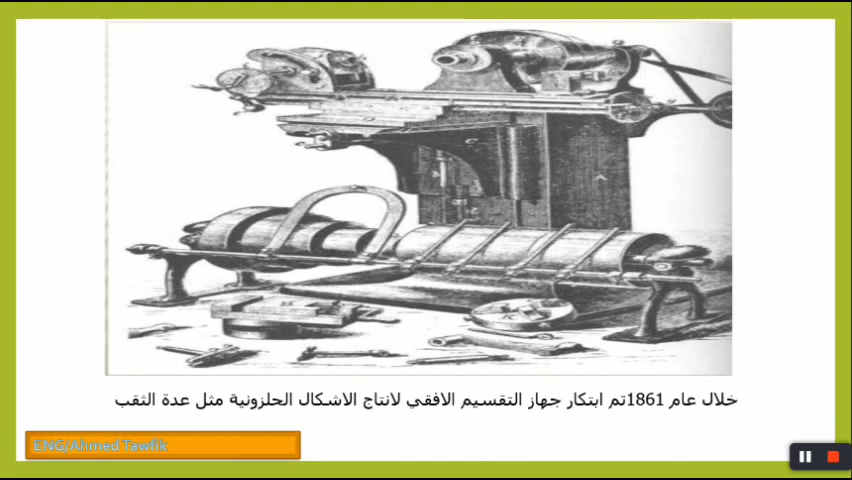 خلال عام 1861تم ابتكار جهاز التقسيم الافقي لانتاج الاشكال الحلزونية مثل عدة الثقب
ENG/Ahmed Tawfik